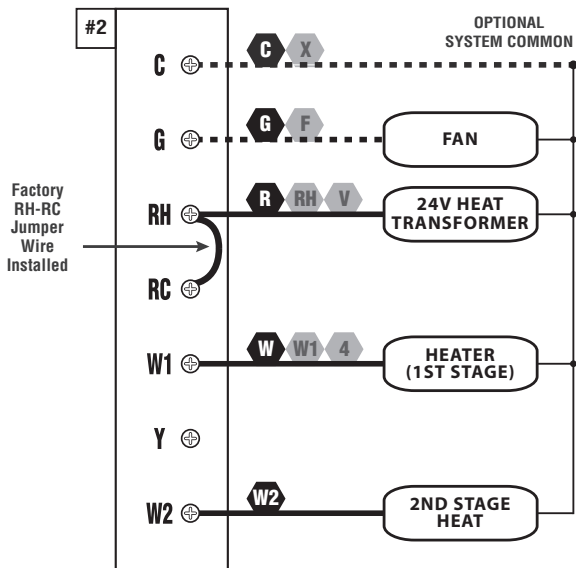 #2
OPTIONAL
SYSTEM COMMON
C
C X
G
G F
FAN
Factory
RH-RC
Jumper
Wire
Installed
RH
R RH V
24V HEAT
TRANSFORMER
RC
W1
W W1 4
HEATER
(1ST STAGE)
Y
W2
W2
2ND STAGE
HEAT